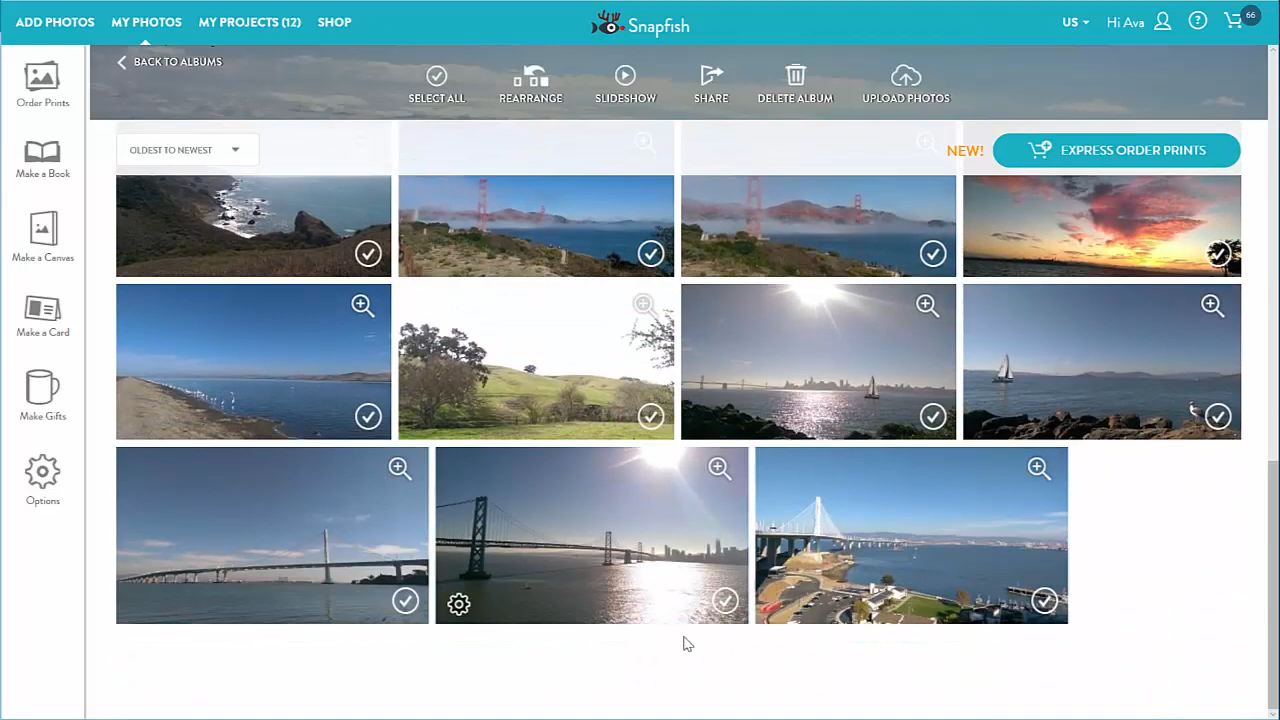 ADD PHOTOS MY PHOTOS MY PROJECTS (12) SHOP Snapfish US Hi Ava ? 66
BACK TO ALBUMS
SELECT ALL REARRANGE SLIDESHOW SHARE DELETE ALBUM UPLOAD PHOTOS
OLDEST TO NEWEST NEW! EXPRESS ORDER PRINTS
Order Prints
Make a Book
Make a Canvas
Make a Card
Make Gifts
Options